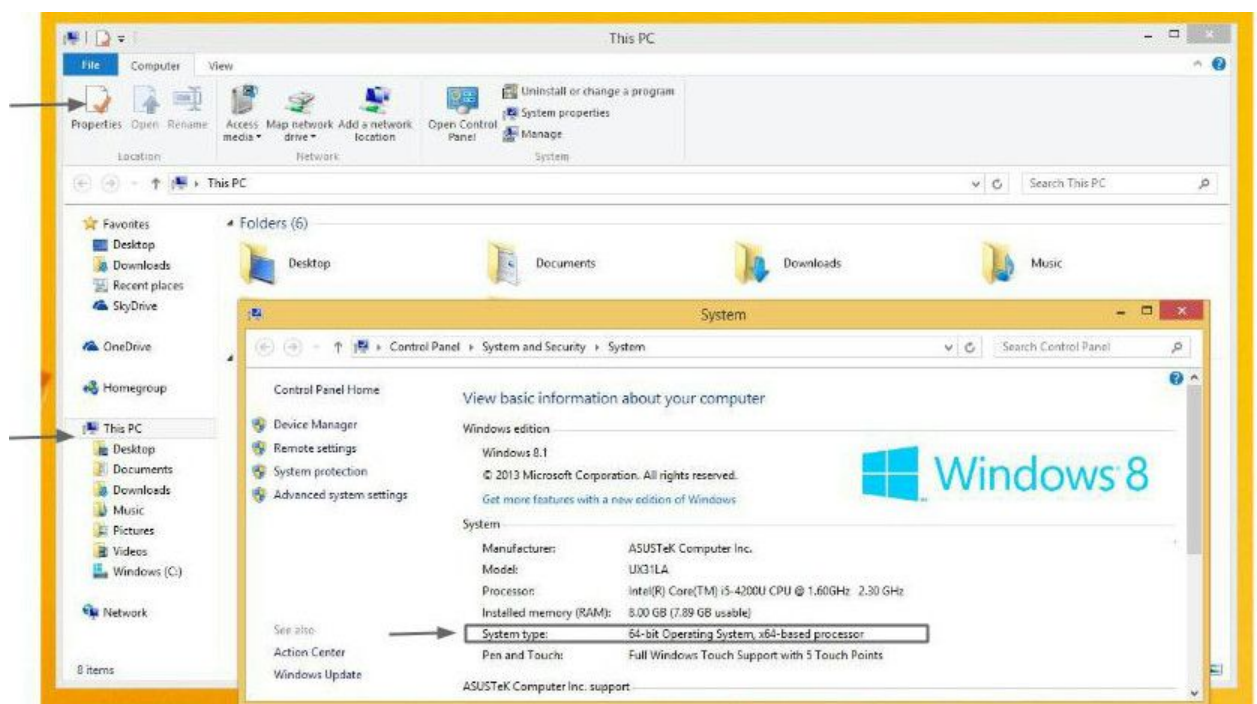 This PC
File Computer View
Properties Open Rename
Access media Map network drive Add a network location
Open Control Panel
Uninstall or change a program
System properties
Manage
Location Network System
This PC
Search This PC
Favorites
Desktop
Downloads
Recent places
SkyDrive
OneDrive
Homegroup
This PC
Desktop
Documents
Downloads
Music
Pictures
Videos
Windows (C:)
Network
8 items
Folders (6)
Desktop Documents Downloads Music
System
Control Panel System and Security System
Search Control Panel
Control Panel Home
Device Manager
Remote settings
System protection
Advanced system settings
See also
Action Center
Windows Update
View basic information about your computer
Windows edition
Windows 8.1
© 2013 Microsoft Corporation. All rights reserved.
Get more features with a new edition of Windows
Windows 8
System
Manufacturer: ASUSTeK Computer Inc.
Model: UX31LA
Processor: Intel(R) Core(TM) i5-4200U CPU @ 1.60GHz 2.30 GHz
Installed memory (RAM): 8.00 GB (7.89 GB usable)
System type: 64-bit Operating System, x64-based processor
Pen and Touch: Full Windows Touch Support with 5 Touch Points
ASUSTeK Computer Inc. support